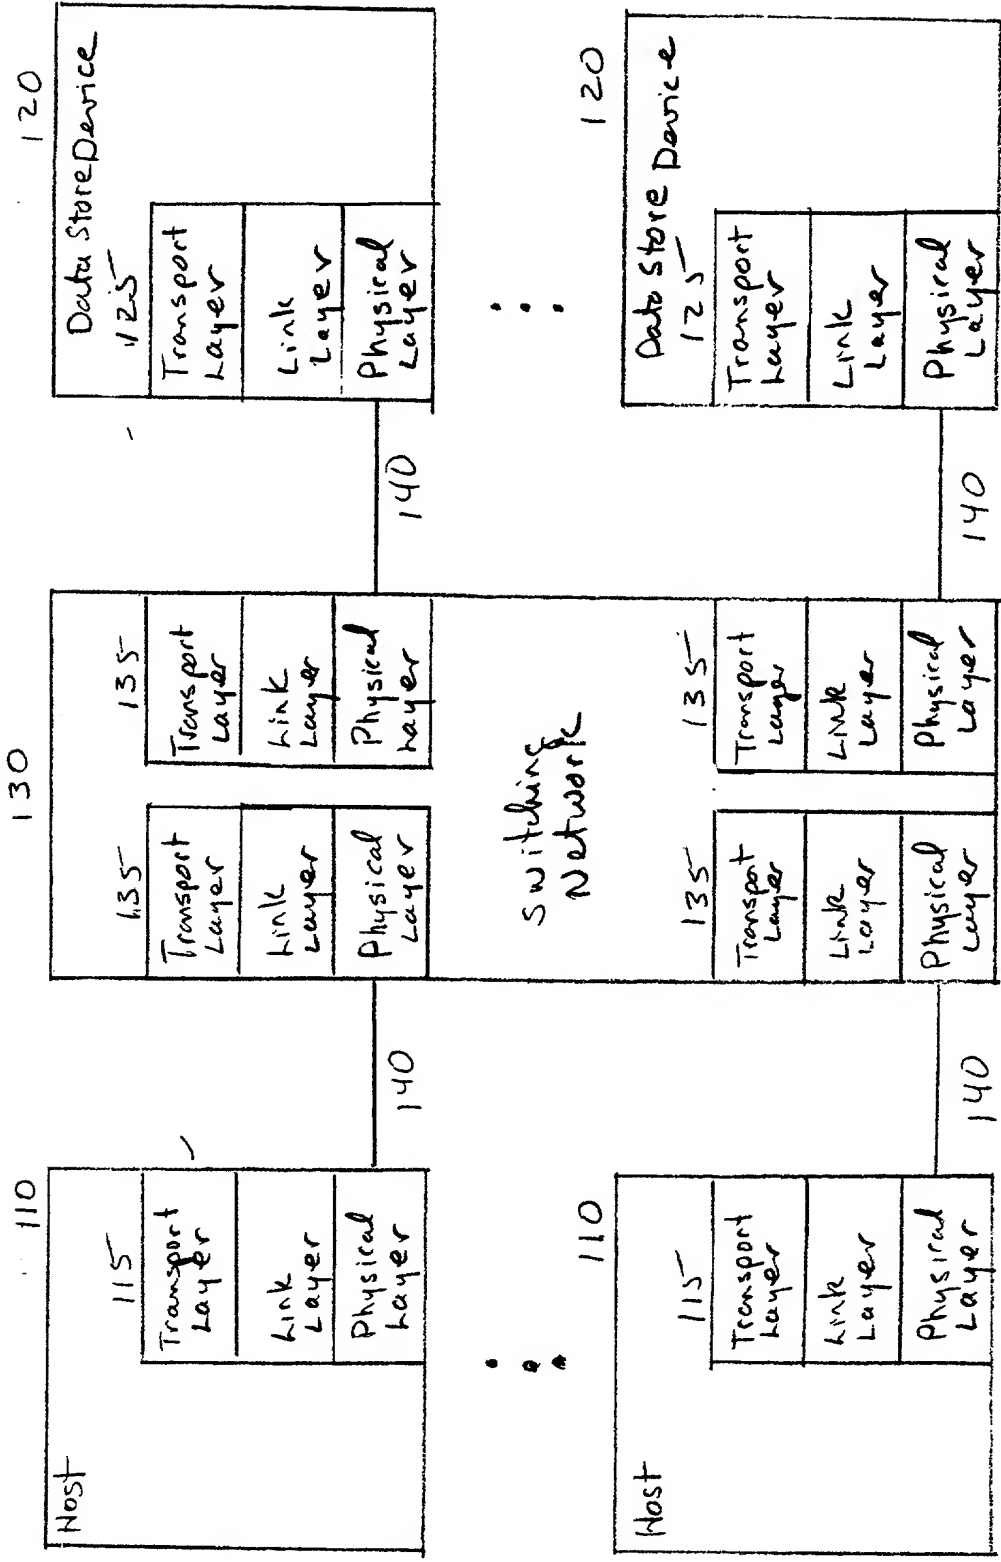 110
Host
115
Transport
Layer
Link
Layer
Physical
Layer
110
Host
115
Transport
Layer
Link
Layer
Physical
Layer
140
140
130
135
Transport
Layer
Link
Layer
Physical
Layer
135
Transport
Layer
Link
Layer
Physical
Layer
Switching
Network
135
Transport
Layer
Link
Layer
Physical
Layer
135
Transport
Layer
Link
Layer
Physical
Layer
140
140
120
Data Store Device
125
Transport
Layer
Link
Layer
Physical
Layer
120
Data Store Device
125
Transport
Layer
Link
Layer
Physical
Layer